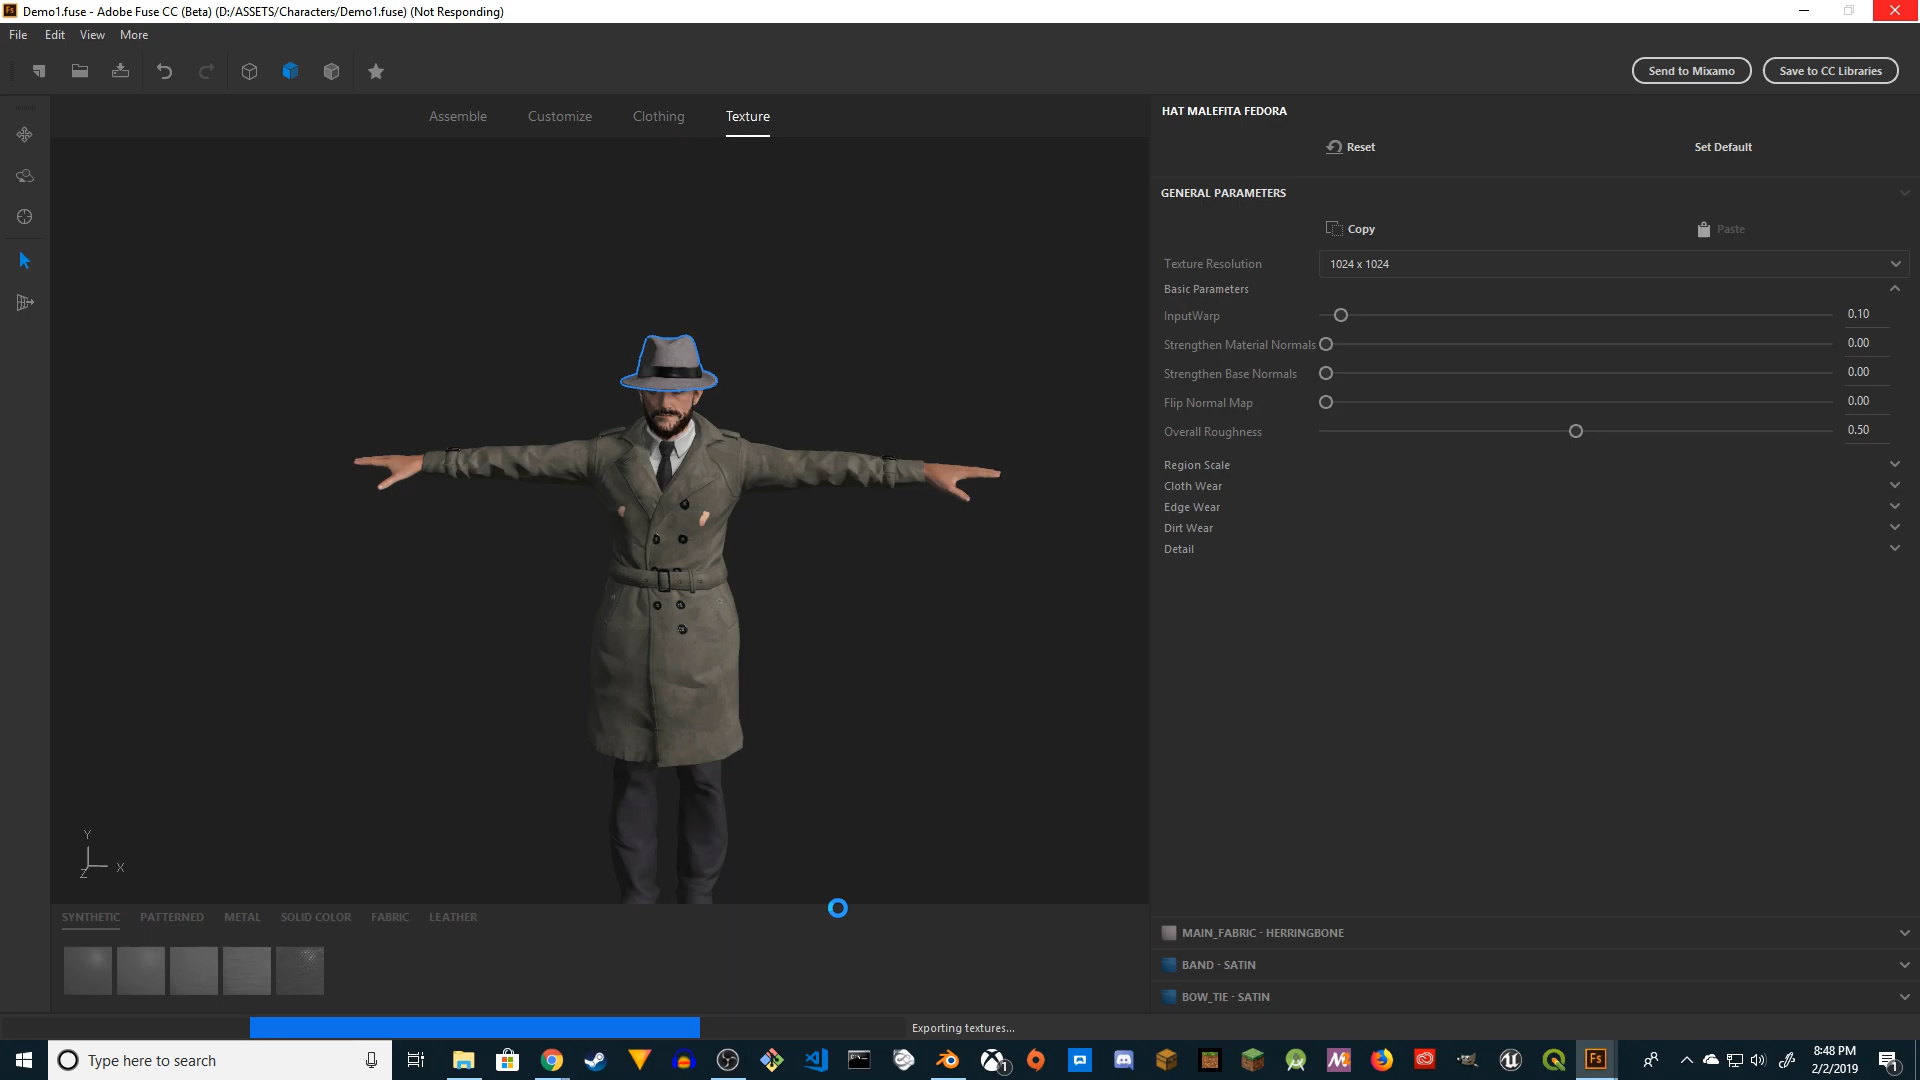 Fs Demo1.fuse - Adobe Fuse CC (Beta) (D:/ASSETS/Characters/Demo1.fuse) (Not Responding)
File Edit View More
Send to Mixamo Save to CC Libraries
Assemble Customize Clothing Texture
HAT MALEFITA FEDORA
Reset Set Default
GENERAL PARAMETERS
Copy Paste
Texture Resolution 1024 x 1024
Basic Parameters
InputWarp 0.10
Strengthen Material Normals 0.00
Strengthen Base Normals 0.00
Flip Normal Map 0.00
Overall Roughness 0.50
Region Scale
Cloth Wear
Edge Wear
Dirt Wear
Detail
Y
X
Z
SYNTHETIC PATTERNED METAL SOLID COLOR FABRIC LEATHER
MAIN_FABRIC - HERRINGBONE
BAND - SATIN
BOW_TIE - SATIN
Exporting textures...
Type here to search
1
Fs
8:48 PM
2/2/2019
1